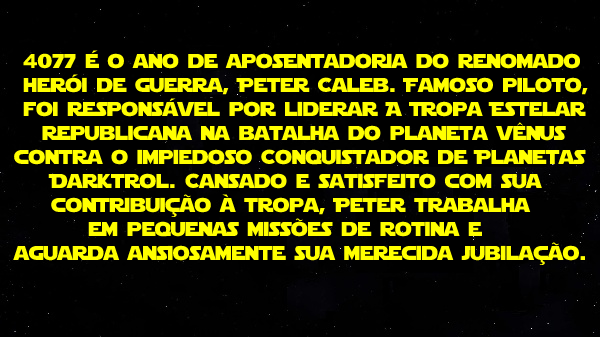 4077 É O ANO DE APOSENTADORIA DO RENOMADO
HERÓI DE GUERRA, PETER CALEB. FAMOSO PILOTO,
FOI RESPONSÁVEL POR LIDERAR A TROPA ESTELAR
REPUBLICANA NA BATALHA DO PLANETA VÊNUS
CONTRA O IMPIEDOSO CONQUISTADOR DE PLANETAS
DARKTROL. CANSADO E SATISFEITO COM SUA
CONTRIBUIÇÃO À TROPA, PETER TRABALHA
EM PEQUENAS MISSÕES DE ROTINA E
AGUARDA ANSIOSAMENTE SUA MERECIDA JUBILAÇÃO.